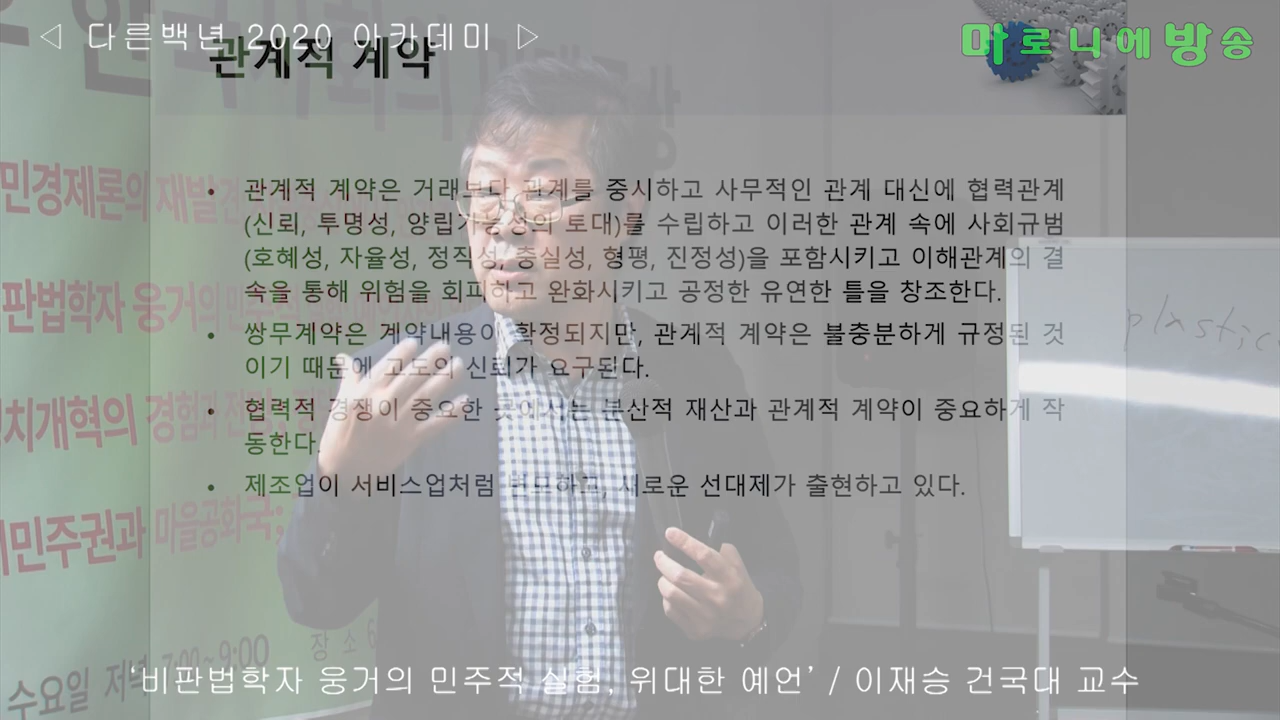 ◁ 다른백년 2020 아카데미 ▷
마로니에방송
관계적 계약
• 관계적 계약은 거래보다 관계를 중시하고 사무적인 관계 대신에 협력관계
(신뢰, 투명성, 양립가능성의 토대)를 수립하고 이러한 관계 속에 사회규범
(호혜성, 자율성, 정직성, 충실성, 형평, 진정성)을 포함시키고 이해관계의 결
속을 통해 위험을 회피하고 완화시키고 공정한 유연한 틀을 창조한다.
• 쌍무계약은 계약내용이 확정되지만, 관계적 계약은 불충분하게 규정된 것
이기 때문에 고도의 신뢰가 요구된다.
• 협력적 경쟁이 중요한 곳에서는 분산적 재산과 관계적 계약이 중요하게 작
동한다.
• 제조업이 서비스업처럼 변모하고, 새로운 선대제가 출현하고 있다.
민경제론의 재발견
판법학자 웅거의 민주적
plastic
치개혁의 경험과 전망
민주권과 마을공화국:
수요일 저녁 7:00~9:00 장소
‘비판법학자 웅거의 민주적 실험, 위대한 예언’ / 이재승 건국대 교수